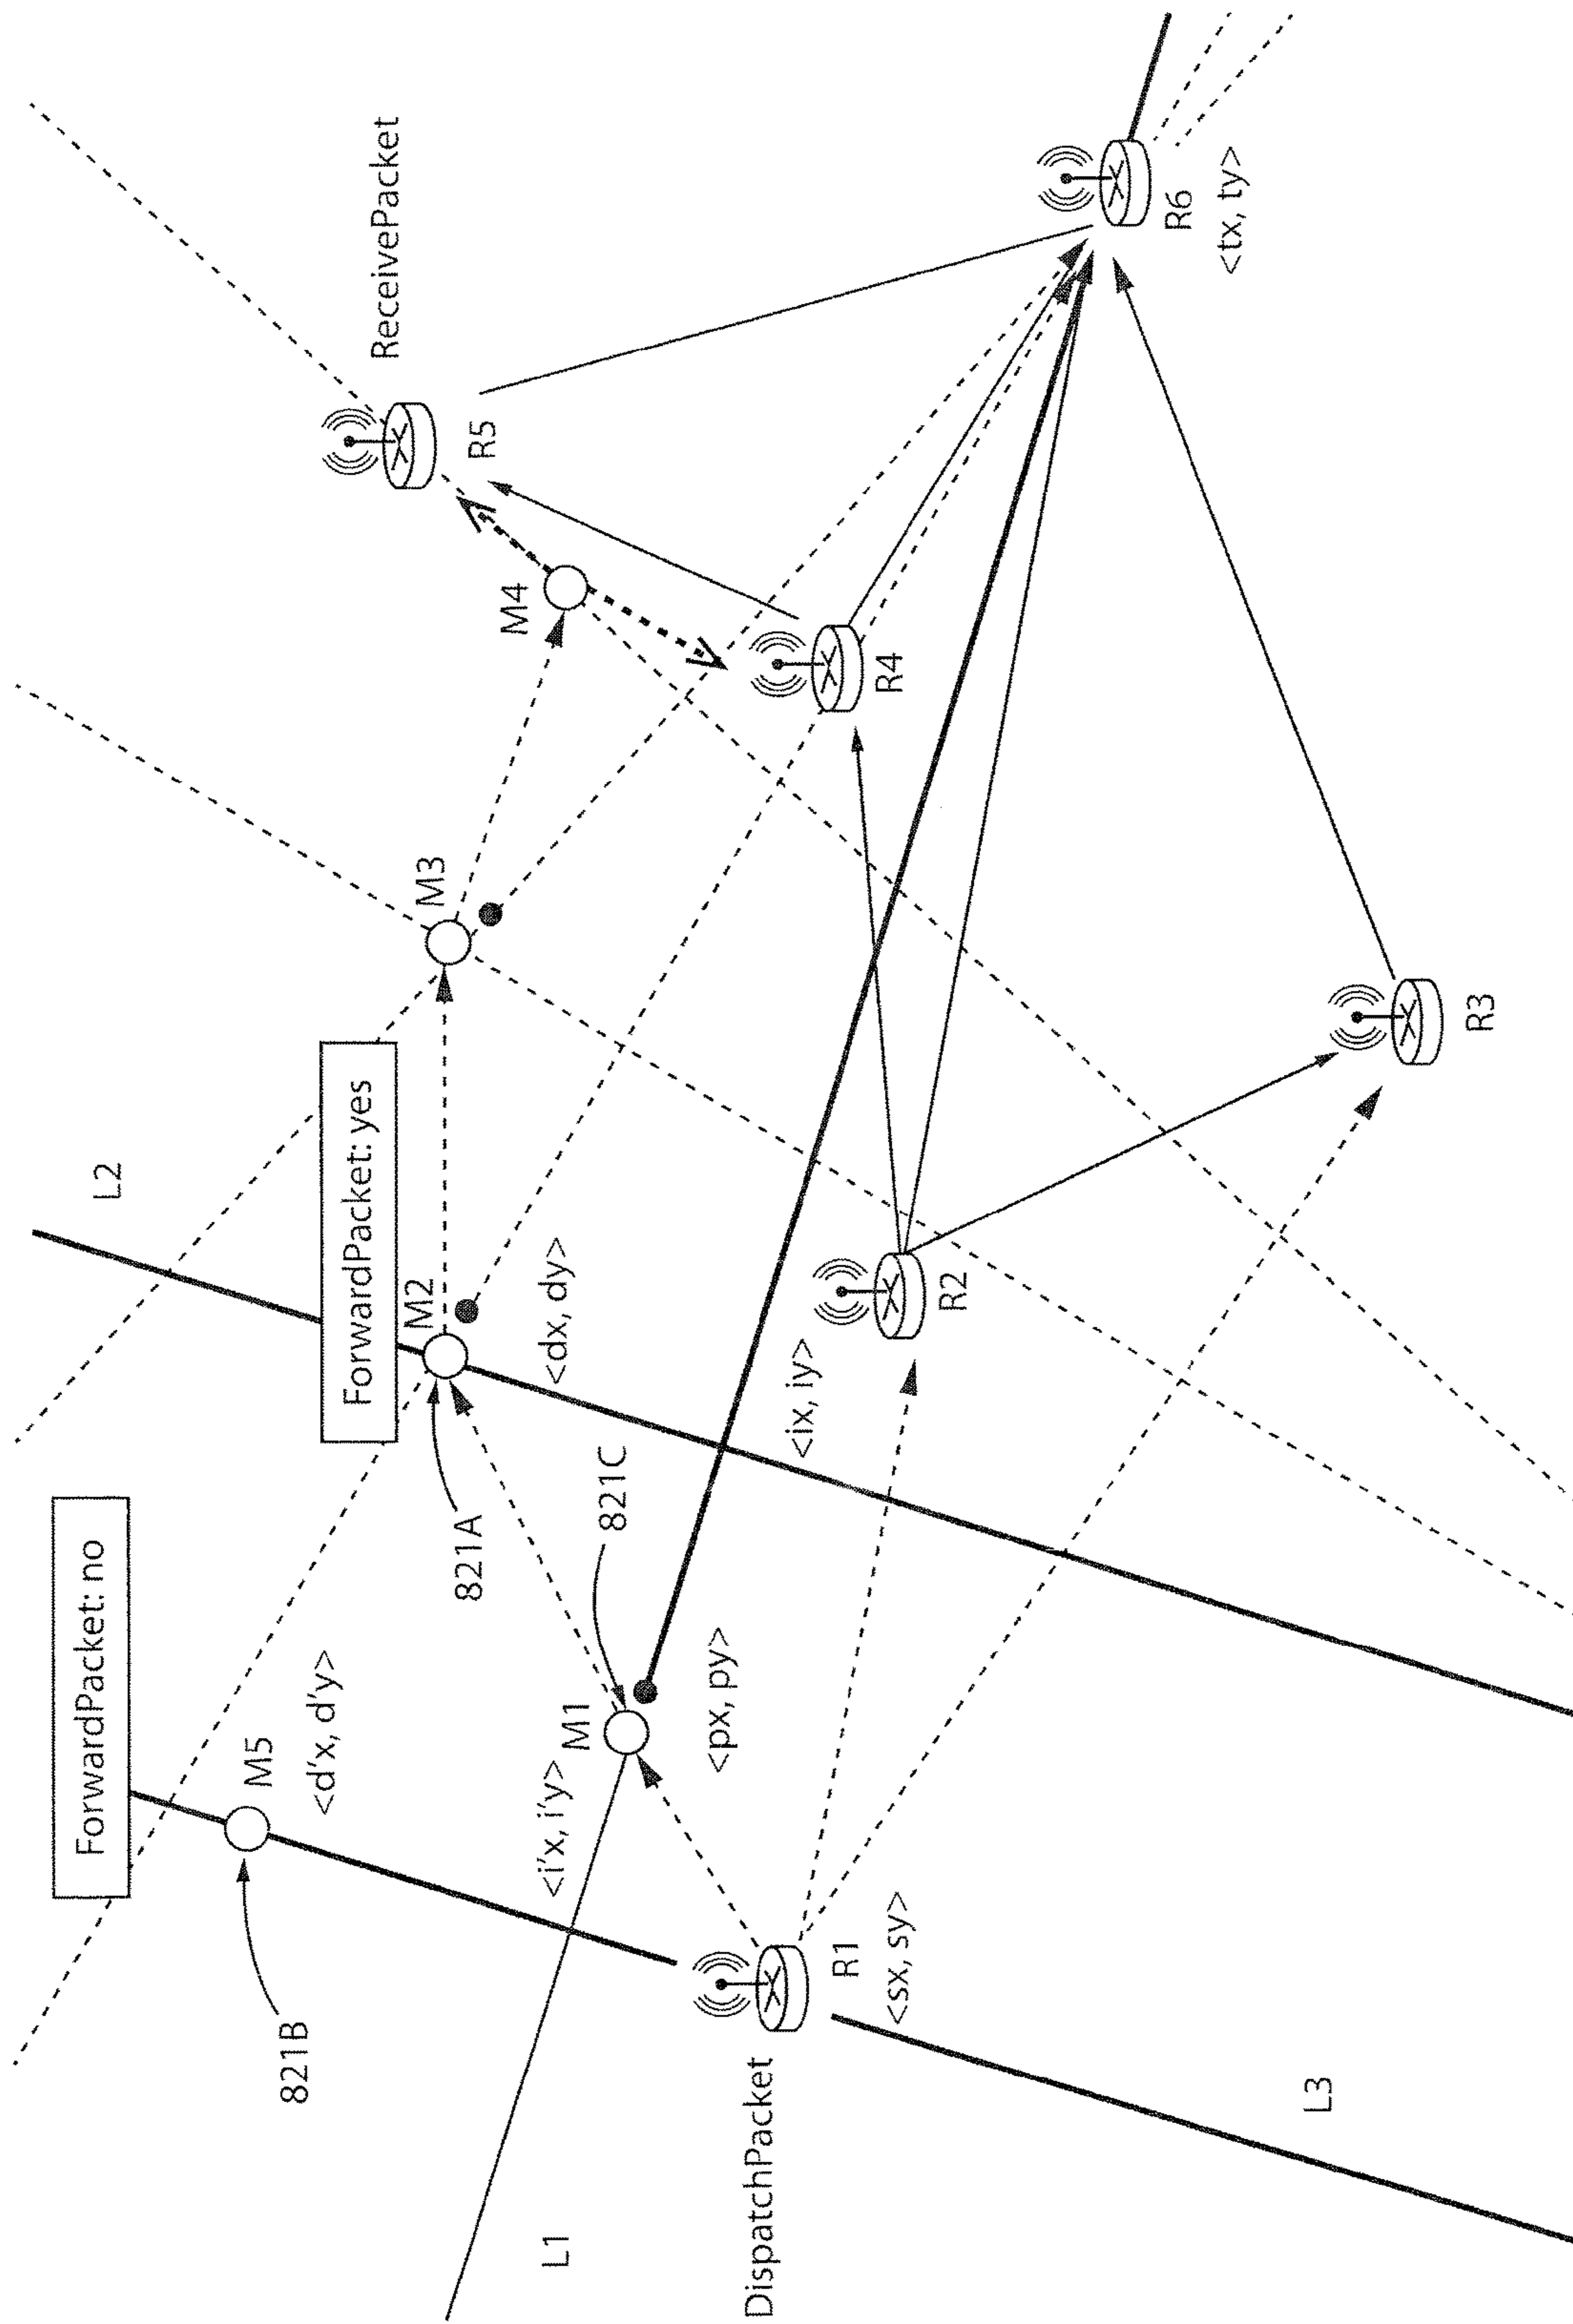 ForwardPacket: no
M5
<d'x, d'y>
821B
L2
ForwardPacket: yes
M2
<dx, dy>
821A
M3
M4
ReceivePacket
R5
821C
M1
<i'x, i'y>
<px, py>
<ix, iy>
R2
R4
R6
<tx, ty>
R3
L1
DispatchPacket
R1
<sx, sy>
L3